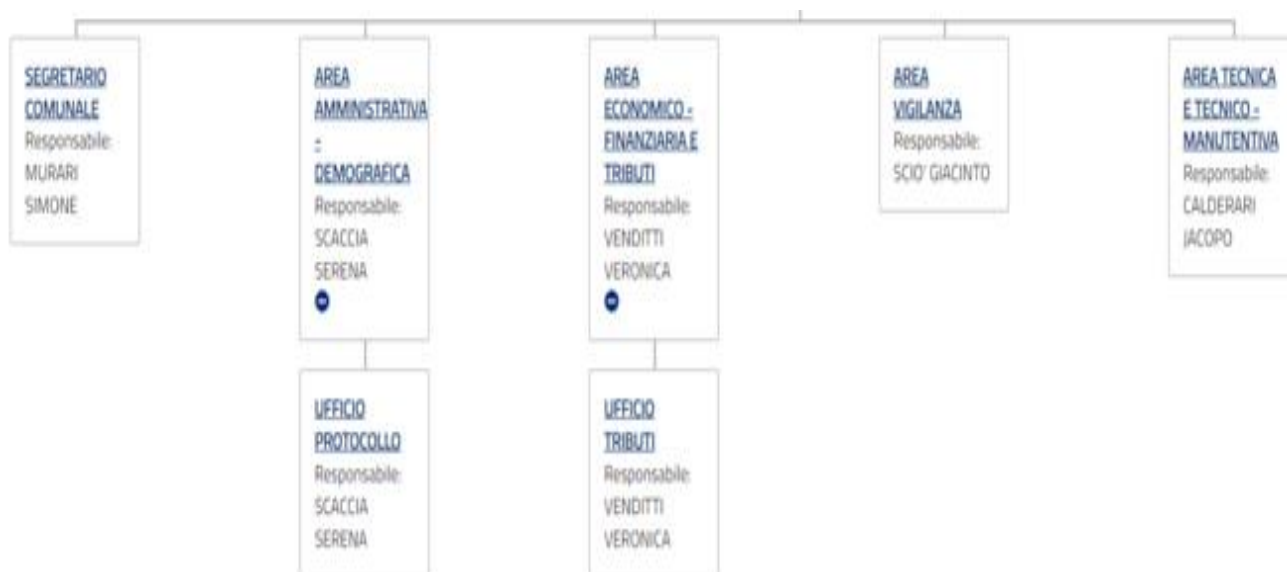 SEGRETARIO
COMUNALE
Responsabile:
MURARI
SIMONE
AREA
AMMINISTRATIVA
-
DEMOGRAFICA
Responsabile:
SCACCIA
SERENA
AREA
ECONOMICO -
FINANZIARIA E
TRIBUTI
Responsabile:
VENDITTI
VERONICA
AREA
VIGILANZA
Responsabile:
SCIO' GIACINTO
AREA TECNICA
E TECNICO -
MANUTENTIVA
Responsabile:
CALDERARI
JACOPO
UFFICIO
PROTOCOLLO
Responsabile:
SCACCIA
SERENA
UFFICIO
TRIBUTI
Responsabile:
VENDITTI
VERONICA